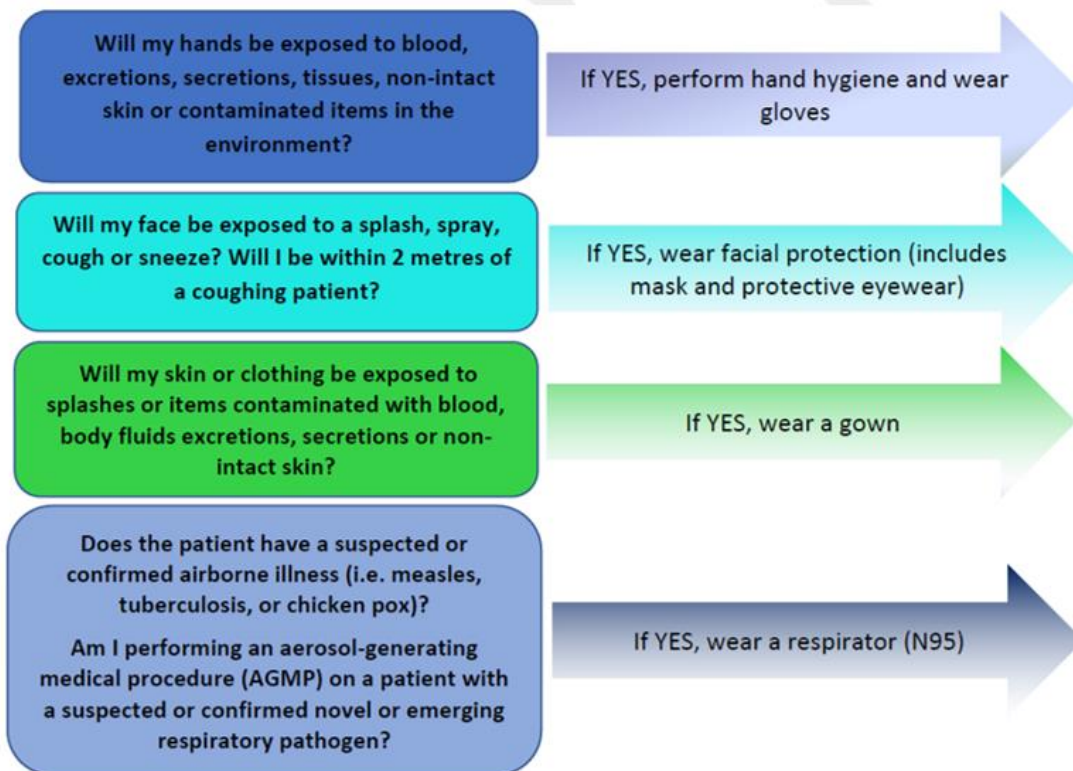 Will my hands be exposed to blood,
excretions, secretions, tissues, non-intact
skin or contaminated items in the
environment?
If YES, perform hand hygiene and wear
gloves
Will my face be exposed to a splash, spray,
cough or sneeze? Will I be within 2 metres of
a coughing patient?
If YES, wear facial protection (includes
mask and protective eyewear)
Will my skin or clothing be exposed to
splashes or items contaminated with blood,
body fluids excretions, secretions or non-
intact skin?
If YES, wear a gown
Does the patient have a suspected or
confirmed airborne illness (i.e. measles,
tuberculosis, or chicken pox)?
Am I performing an aerosol-generating
medical procedure (AGMP) on a patient with
a suspected or confirmed novel or emerging
respiratory pathogen?
If YES, wear a respirator (N95)